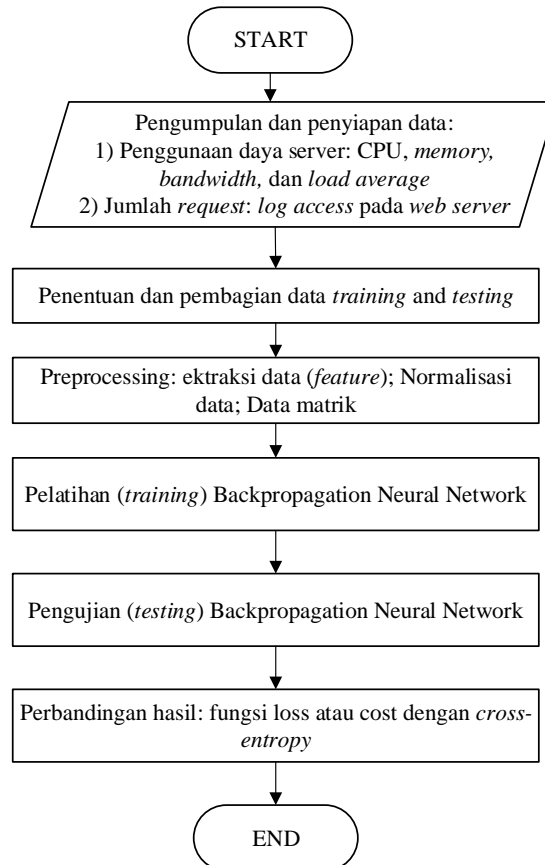 START
Pengumpulan dan penyiapan data:
1) Penggunaan daya server: CPU, memory,
bandwidth, dan load average
2) Jumlah request: log access pada web server
Penentuan dan pembagian data training and testing
Preprocessing: ektraksi data (feature); Normalisasi
data; Data matrik
Pelatihan (training) Backpropagation Neural Network
Pengujian (testing) Backpropagation Neural Network
Perbandingan hasil: fungsi loss atau cost dengan cross-
entropy
END